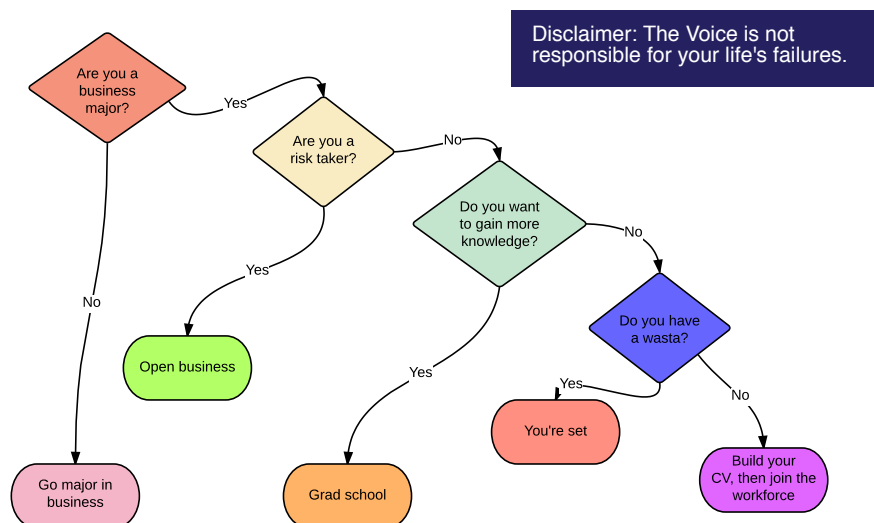 Disclaimer: The Voice is not
responsible for your life's failures.
Are you a
business
major?
Yes
Are you a
risk taker?
No
Do you want
to gain more
knowledge?
No
Yes
No
Do you have
a wasta?
Open business
Yes
Yes
No
You're set
Build your
CV, then join the
workforce
Go major in
business
Grad school